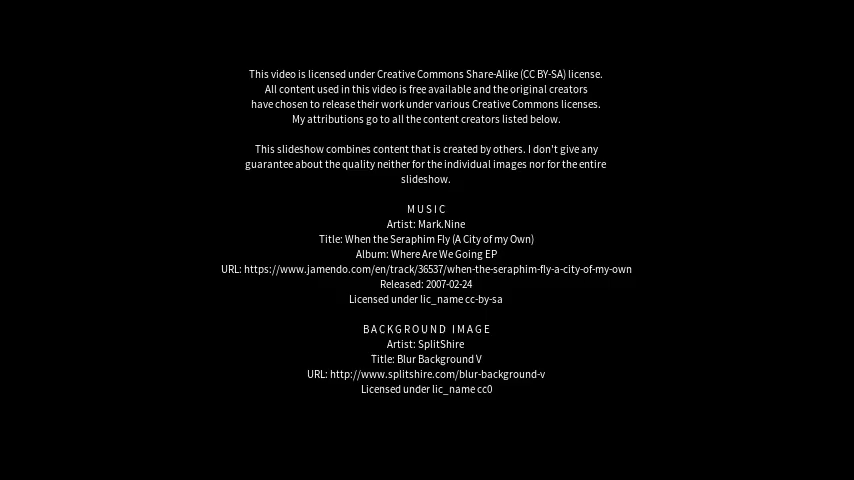 This video is licensed under Creative Commons Share-Alike (CC BY-SA) license.
All content used in this video is free available and the original creators
have chosen to release their work under various Creative Commons licenses.
My attributions go to all the content creators listed below.
This slideshow combines content that is created by others. I don't give any
guarantee about the quality neither for the individual images nor for the entire
slideshow.
MUSIC
Artist: Mark.Nine
Title: When the Seraphim Fly (A City of my Own)
Album: Where Are We Going EP
URL: https://www.jamendo.com/en/track/36537/when-the-seraphim-fly-a-city-of-my-own
Released: 2007-02-24
Licensed under lic_name cc-by-sa
BACKGROUND IMAGE
Artist: SplitShire
Title: Blur Background V
URL: http://www.splitshire.com/blur-background-v
Licensed under lic_name cc0